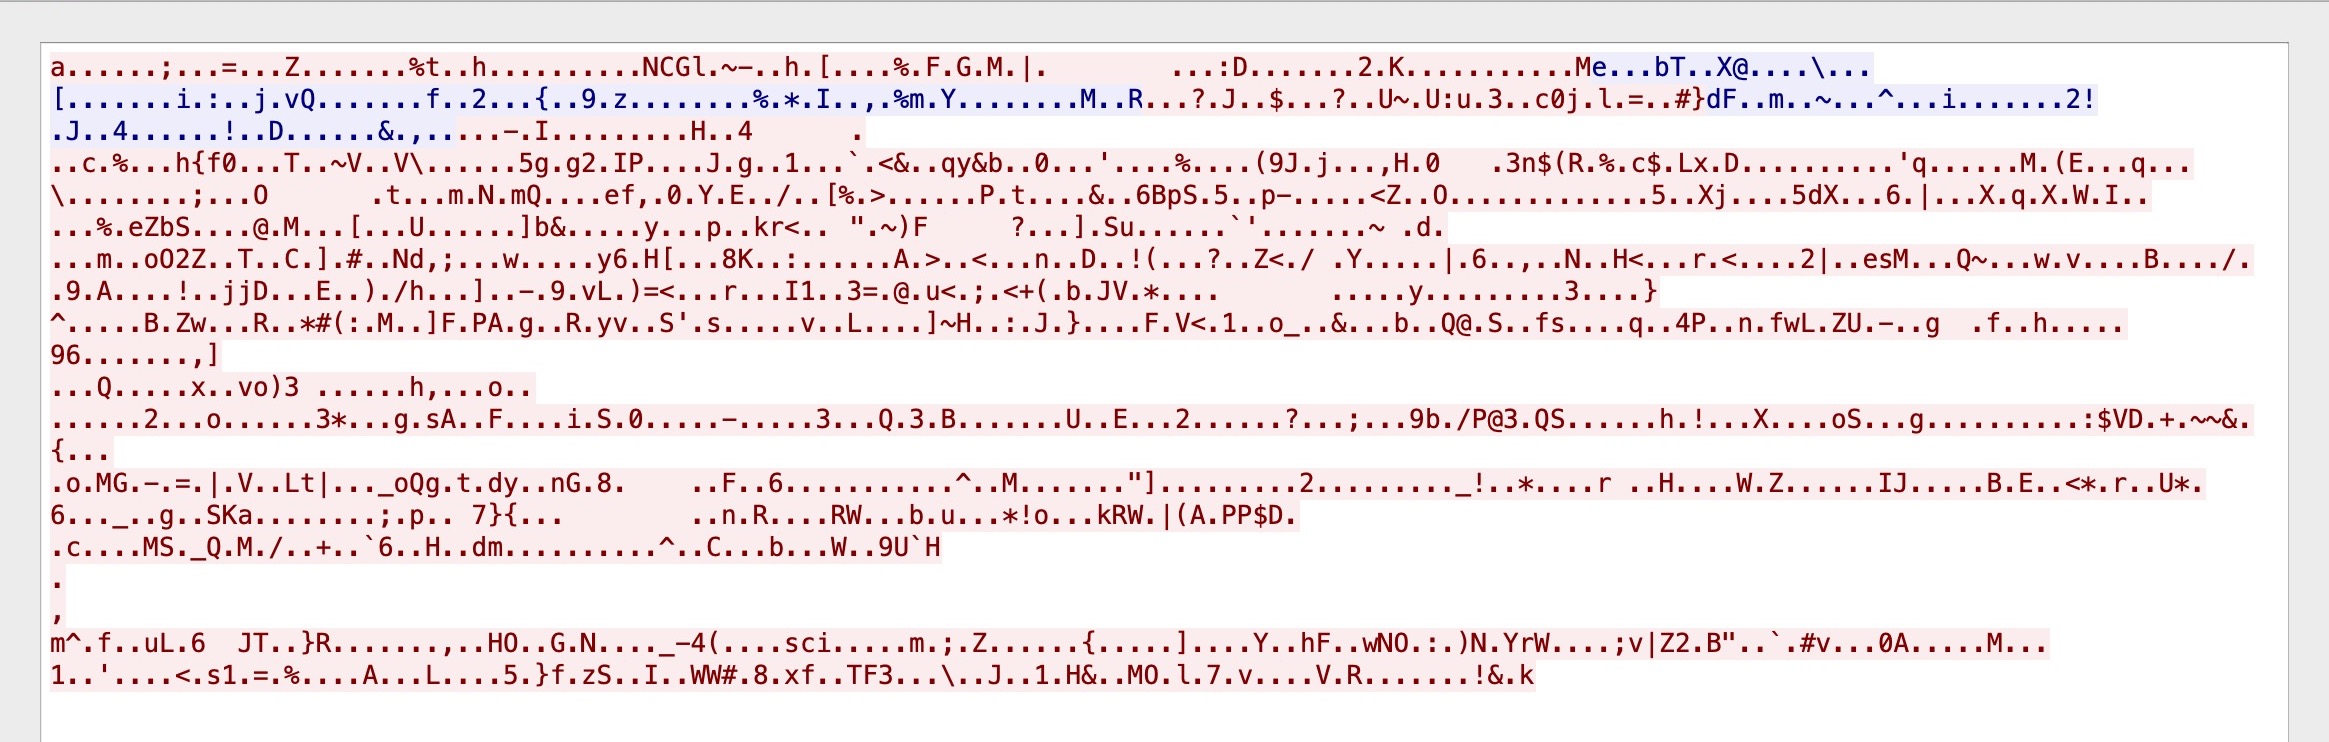 a......;...=...Z.......%t..h..........NCGl.~-..h.[....%.F.G.M.|.        ...:D.......2.K...........Me...bT..X@....\...
[.......i.:..j.vQ.......f..2...{..9.z........%.*.I..,.%m.Y........M..R...?.J..$...?..U~.U:u.3..c0j.l.=..#}dF..m..~...^...i.......2!
.J..4......!..D......&.,.....-.I.........H..4       .
..c.%...h{f0...T..~V..V\......5g.g2.IP....J.g..1...`.<&..qy&b..0...'....%....(9J.j...,H.0   .3n$(R.%.c$.Lx.D..........'q......M.(E...q...
\........;...O       .t...m.N.mQ....ef,.0.Y.E../..[%.>......P.t....&..6BpS.5..p-.....<Z..O.............5..Xj....5dX...6.|...X.q.X.W.I..
...%.eZbS....@.M...[...U......]b&.....y...p..kr<.. ".~)F      ?...].Su......`'.......~ .d.
...m..oO2Z..T..C.].#..Nd,;...w.....y6.H[...8K..:......A.>..<...n..D..!(...?..Z<./ .Y.....|.6..,..N..H<...r.<....2|..esM...Q~...w.v....B..../.
.9.A....!..jjD...E..)./h...]..-.9.vL.)=<...r...I1..3=.@.u<.;.<+(.b.JV.*....        .....y.........3....}
^.....B.Zw...R..*#(:.M..]F.PA.g..R.yv..S'.s.....v..L....]~H..:.J.}....F.V<.1..o_..&...b..Q@.S..fs....q..4P..n.fwL.ZU.-..g  .f..h.....
96.......,]
...Q.....x..vo)3 ......h,...o..
......2...o......3*...g.sA..F....i.S.0.....-.....3...Q.3.B.......U..E...2......?...;...9b./P@3.QS......h.!...X....oS...g..........:$VD.+.~~&.
{...
.o.MG.-.=.|.V..Lt|..._oQg.t.dy..nG.8.     ..F..6...........^..M......."].........2........._!..*....r ..H....W.Z......IJ.....B.E..<*.r..U*.
6..._..g..SKa........;.p.. 7}{...         ..n.R....RW...b.u...*!o...kRW.|(A.PP$D.
.c....MS._Q.M./..+..`6..H..dm..........^..C...b...W..9U`H
.
,
m^.f..uL.6  JT..}R.......,..HO..G.N...._-4(....sci.....m.;.Z......{.....]....Y..hF..wNO.:.)N.YrW....;v|Z2.B"..`.#v...0A.....M...
1..'....<.s1.=.%....A...L....5.}f.zS..I..WW#.8.xf..TF3...\..J..1.H&..MO.l.7.v....V.R.......!&.k